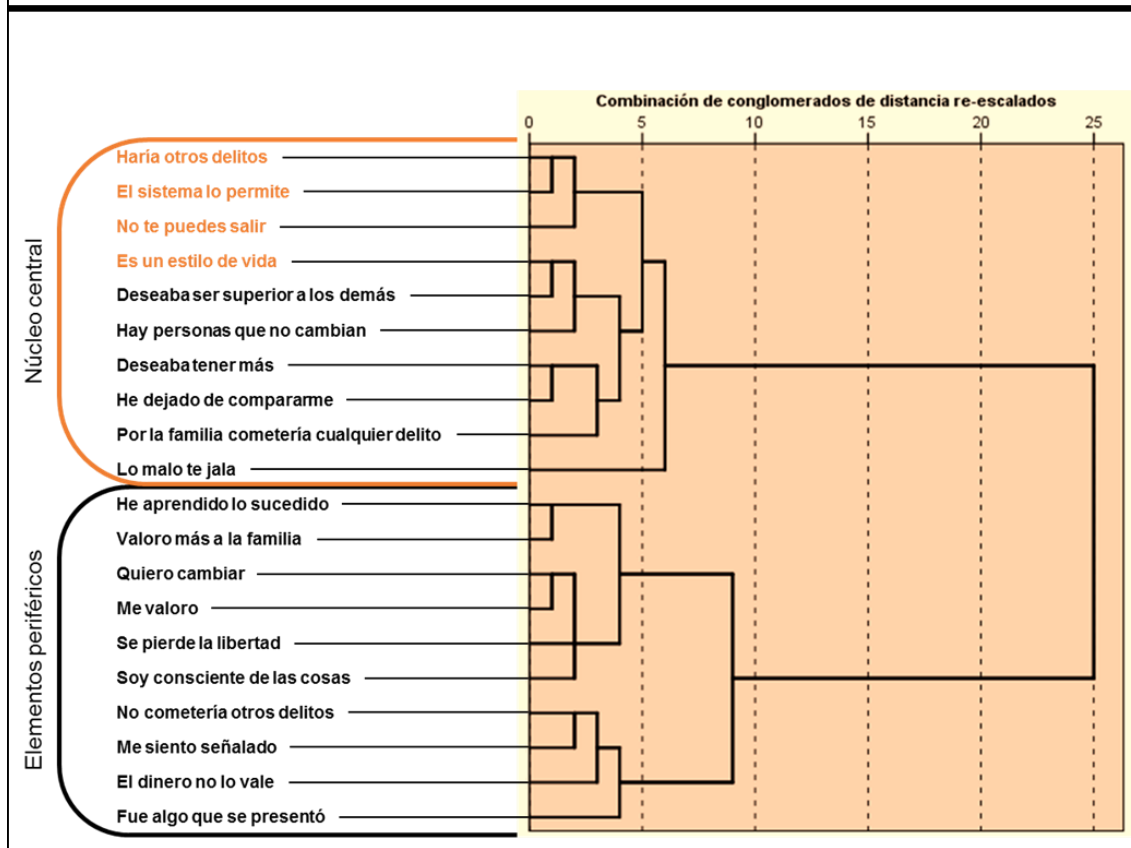 Combinación de conglomerados de distancia re-escalados
0 5 10 15 20 25
Núcleo central
Haría otros delitos
El sistema lo permite
No te puedes salir
Es un estilo de vida
Deseaba ser superior a los demás
Hay personas que no cambian
Deseaba tener más
He dejado de compararme
Por la familia cometería cualquier delito
Lo malo te jala
Elementos periféricos
He aprendido lo sucedido
Valoro más a la familia
Quiero cambiar
Me valoro
Se pierde la libertad
Soy consciente de las cosas
No cometería otros delitos
Me siento señalado
El dinero no lo vale
Fue algo que se presentó